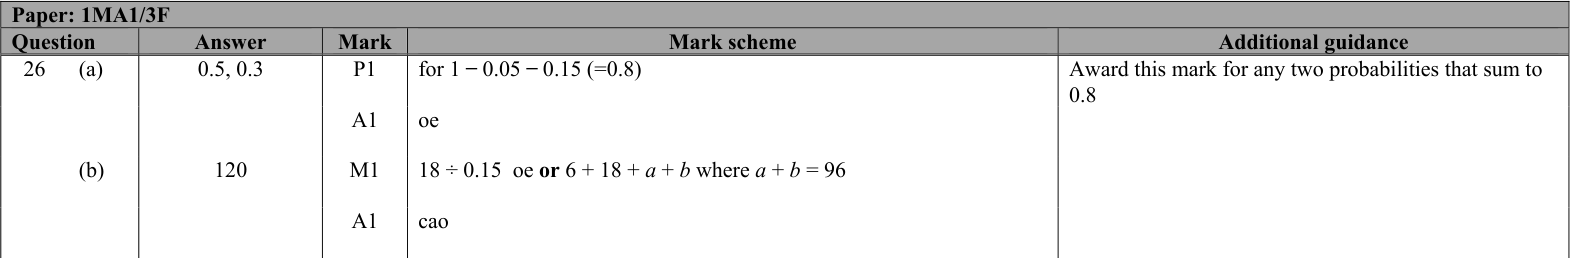 Paper: 1MA1/3F
Question Answer Mark Mark scheme Additional guidance
26 (a) 0.5, 0.3 P1 for 1 − 0.05 − 0.15 (=0.8) Award this mark for any two probabilities that sum to
0.8
A1 oe
(b) 120 M1 18 ÷ 0.15 oe or 6 + 18 + a + b where a + b = 96
A1 cao